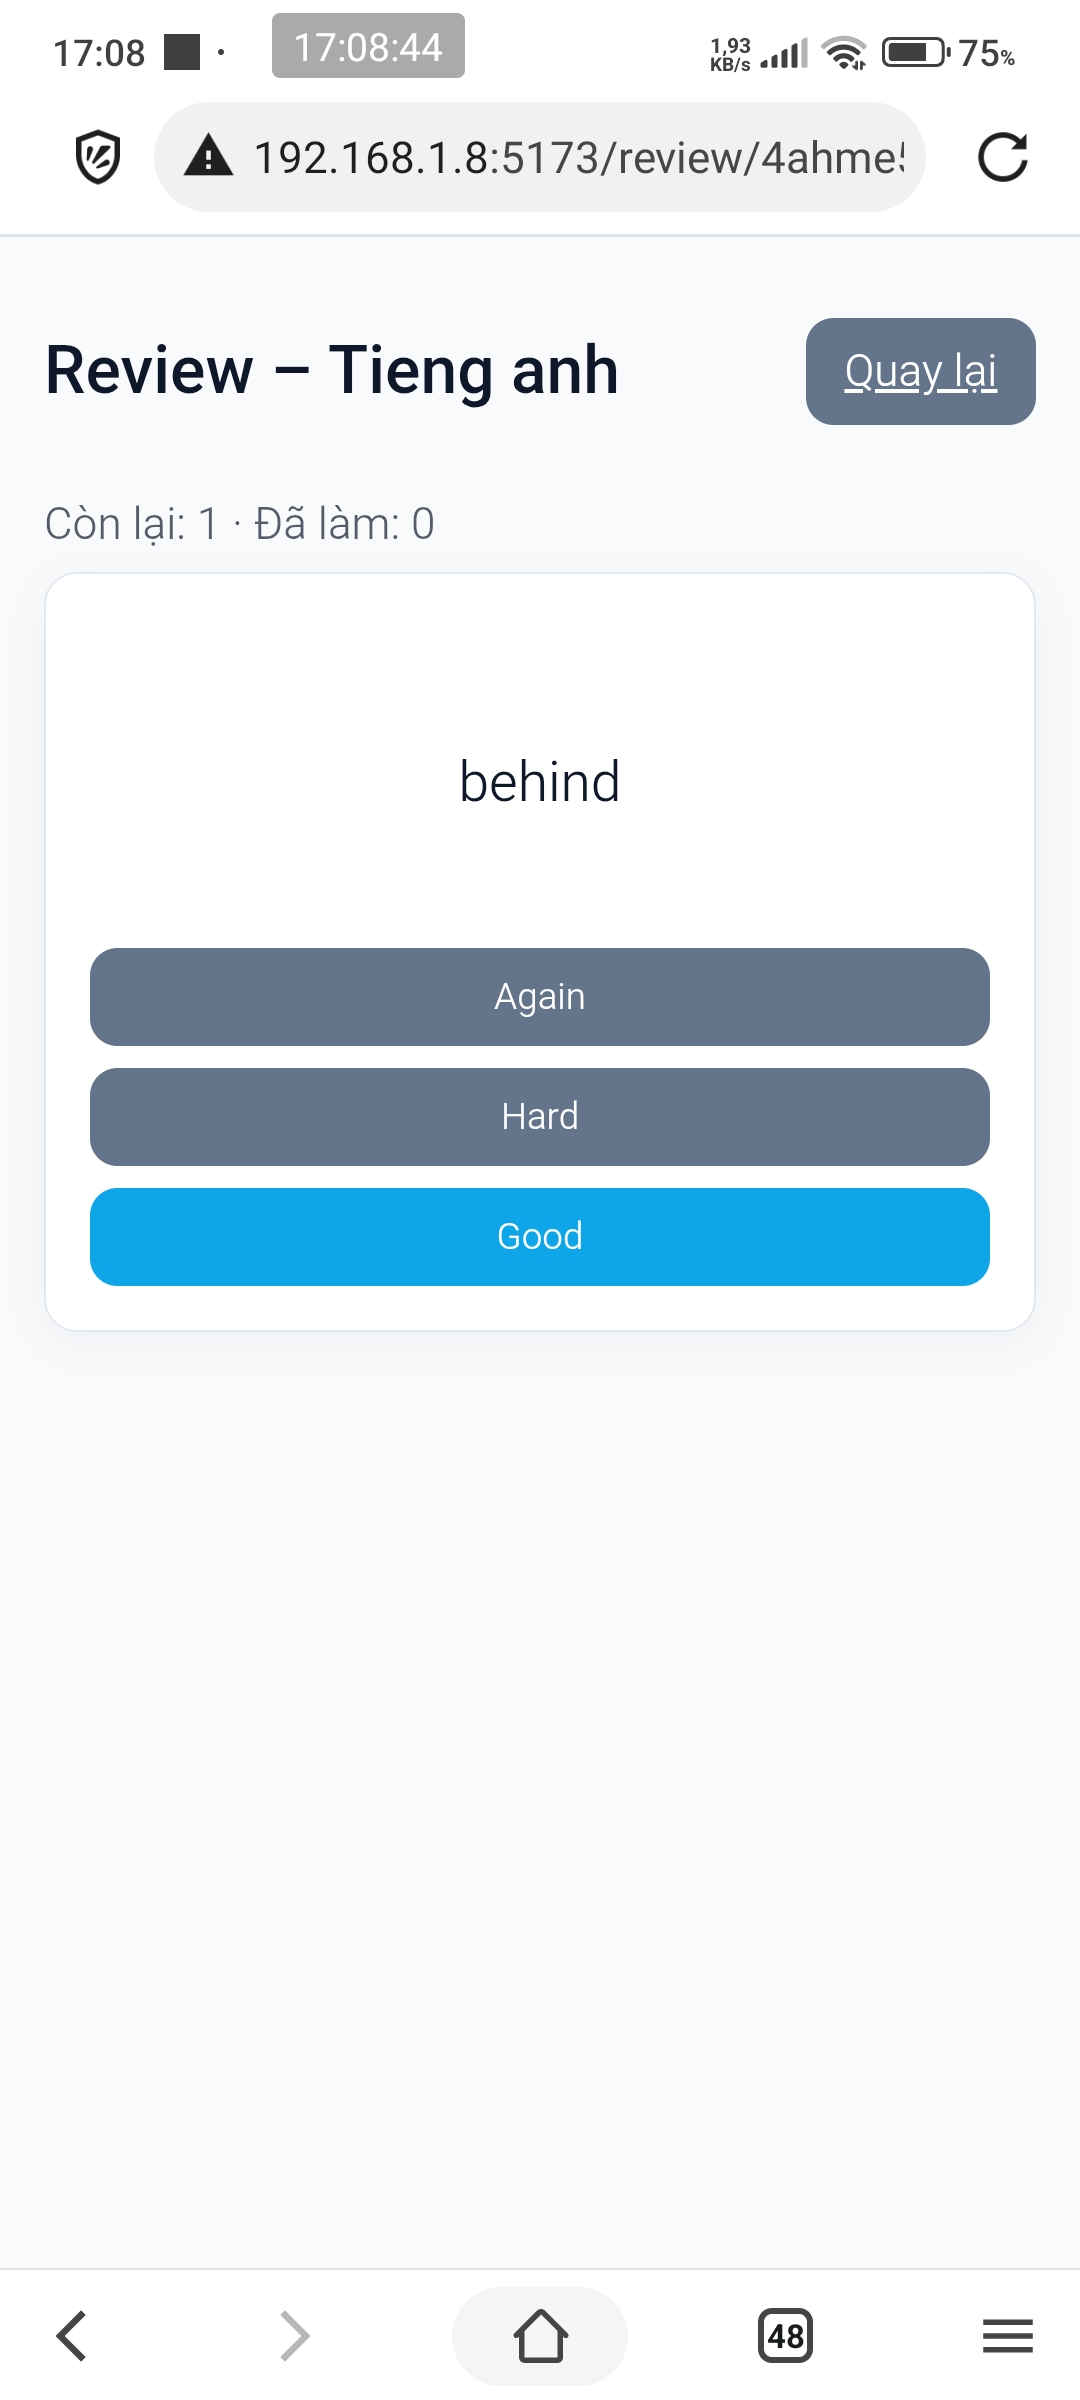 17:08
17:08:44
1,93
KB/s
75%
192.168.1.8:5173/review/4ahme
Review – Tieng anh
Quay lại
Còn lại: 1 · Đã làm: 0
behind
Again
Hard
Good
48